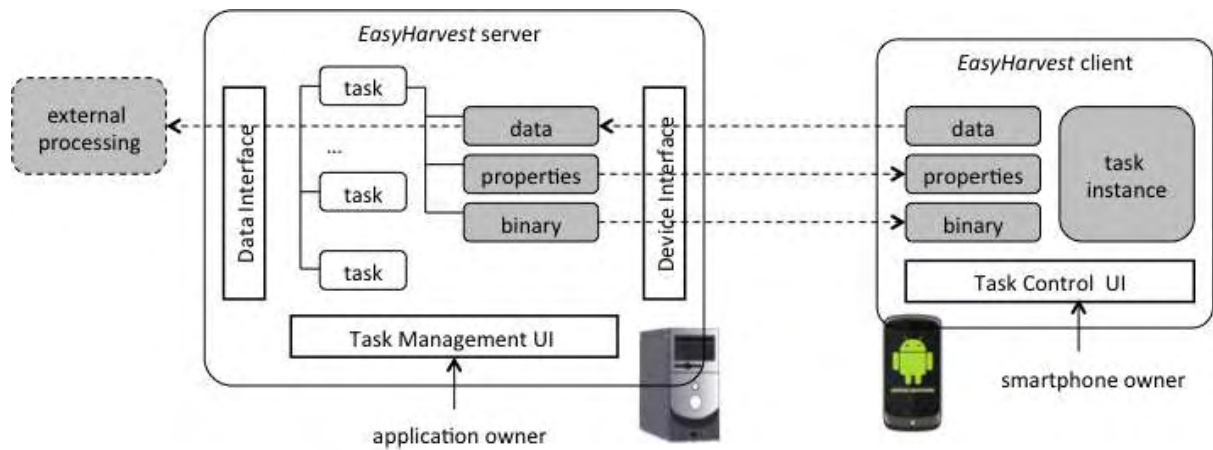 EasyHarvest server
EasyHarvest client
external
processing
Data Interface
task
...
task
task
data
properties
binary
Device Interface
data
properties
binary
task
instance
Task Management UI
Task Control UI
application owner
smartphone owner